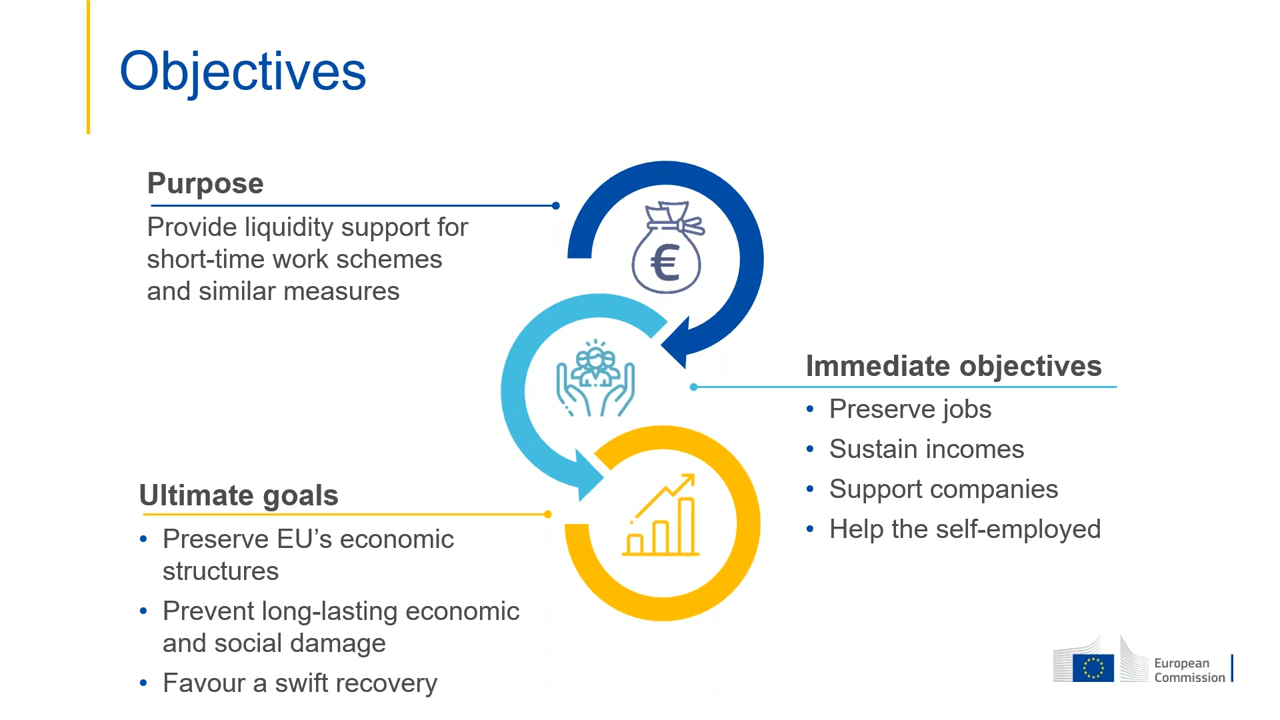 Objectives
Purpose
Provide liquidity support for
short-time work schemes
and similar measures
€
Immediate objectives
• Preserve jobs
• Sustain incomes
• Support companies
• Help the self-employed
Ultimate goals
• Preserve EU’s economic
structures
• Prevent long-lasting economic
and social damage
• Favour a swift recovery
European
Commission